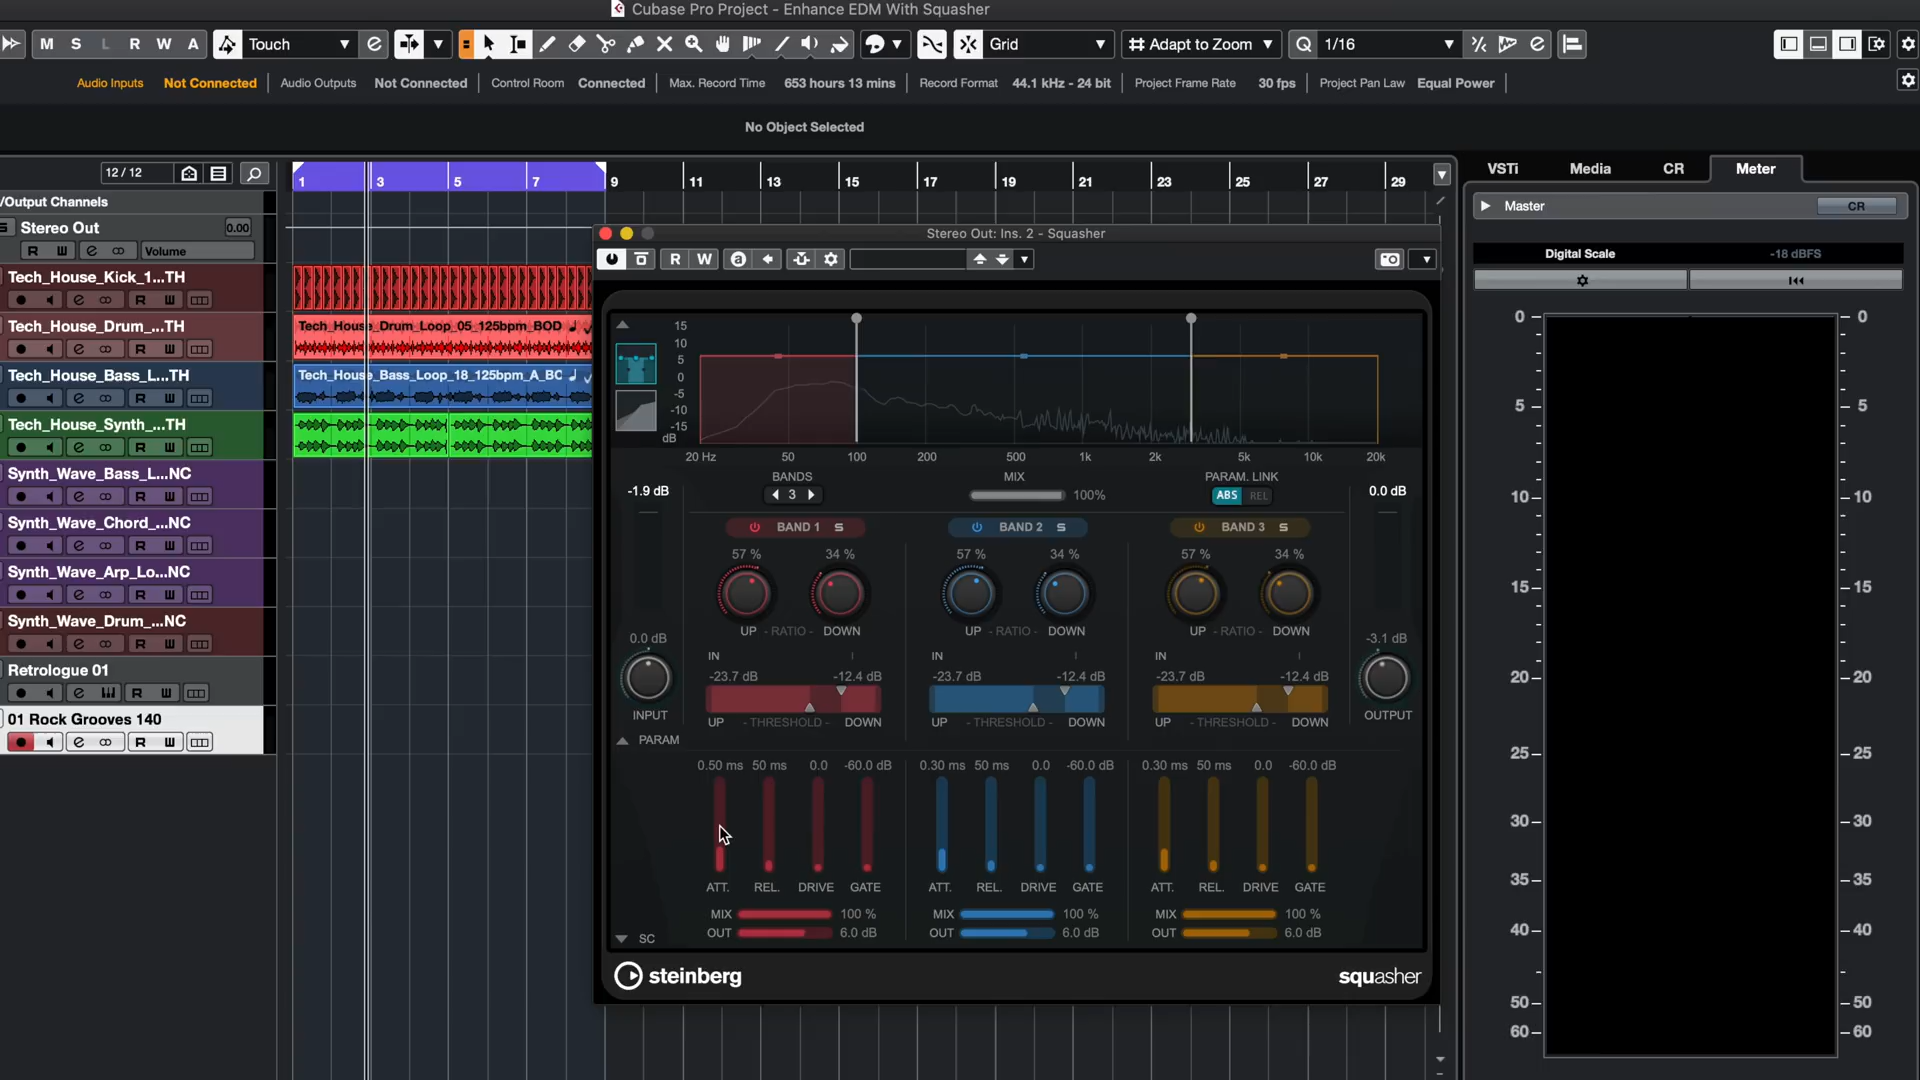 Cubase Pro Project - Enhance EDM With Squasher
M S L R W A Touch Grid Adapt to Zoom Q 1/16
Audio Inputs Not Connected Audio Outputs Not Connected Control Room Connected Max. Record Time 653 hours 13 mins Record Format 44.1 kHz - 24 bit Project Frame Rate 30 fps Project Pan Law Equal Power
No Object Selected
12 / 12
1 3 5 7 9 11 13 15 17 19 21 23 25 27 29
VSTi Media CR Meter
/Output Channels
Master CR
Stereo Out 0.00
R W e Volume
Stereo Out: Ins. 2 - Squasher
R W a
Digital Scale -18 dBFS
Tech_House_Kick_1...TH
Tech_House_Drum_...TH
Tech_House_Drum_Loop_05_125bpm_BOD
Tech_House_Bass_L...TH
Tech_House_Bass_Loop_18_125bpm_A_BC
Tech_House_Synth_...TH
Synth_Wave_Bass_L...NC
Synth_Wave_Chord_...NC
Synth_Wave_Arp_Lo...NC
Synth_Wave_Drum_...NC
Retrologue 01
01 Rock Grooves 140
15
10
5
0
-5
-10
-15
dB
20 Hz 50 100 200 500 1k 2k 5k 10k 20k
BANDS MIX PARAM. LINK
-1.9 dB 3 100% ABS REL 0.0 dB
BAND 1 S BAND 2 S BAND 3 S
57 % 34 % 57 % 34 % 57 % 34 %
UP - RATIO - DOWN UP - RATIO - DOWN UP - RATIO - DOWN
0.0 dB -3.1 dB
IN IN IN
-23.7 dB -12.4 dB -23.7 dB -12.4 dB -23.7 dB -12.4 dB
INPUT OUTPUT
UP - THRESHOLD - DOWN UP - THRESHOLD - DOWN UP - THRESHOLD - DOWN
PARAM
0.50 ms 50 ms 0.0 -60.0 dB 0.30 ms 50 ms 0.0 -60.0 dB 0.30 ms 50 ms 0.0 -60.0 dB
ATT. REL. DRIVE GATE ATT. REL. DRIVE GATE ATT. REL. DRIVE GATE
MIX 100 % MIX 100 % MIX 100 %
OUT 6.0 dB OUT 6.0 dB OUT 6.0 dB
SC
steinberg squasher
0 0
5 5
10 10
15 15
20 20
25 25
30 30
35 35
40 40
50 50
60 60